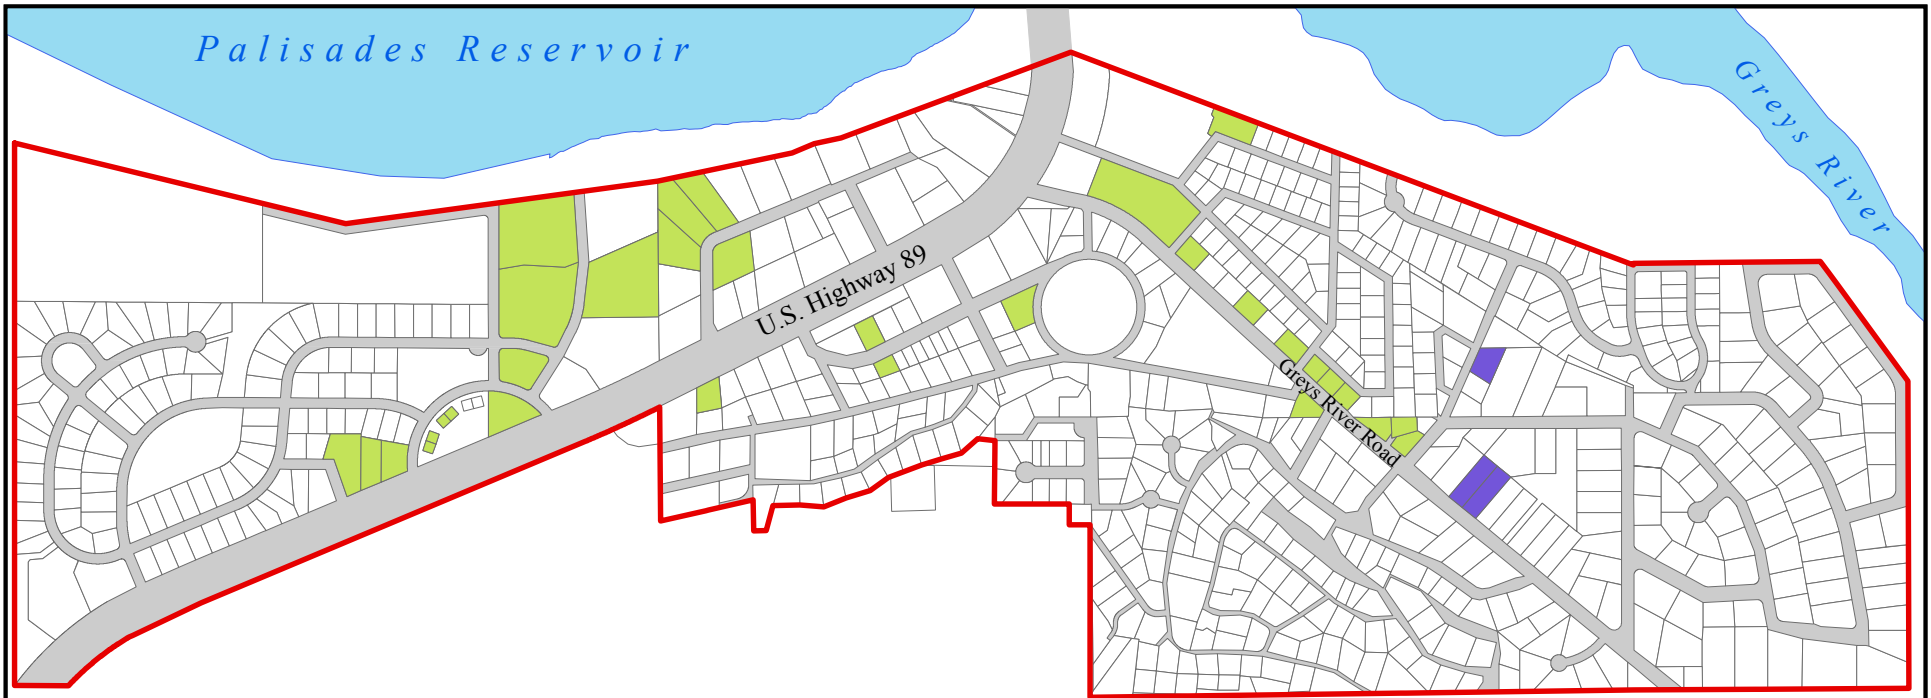 Palisades Reservoir
Greys River
U.S. Highway 89
Greys River Road